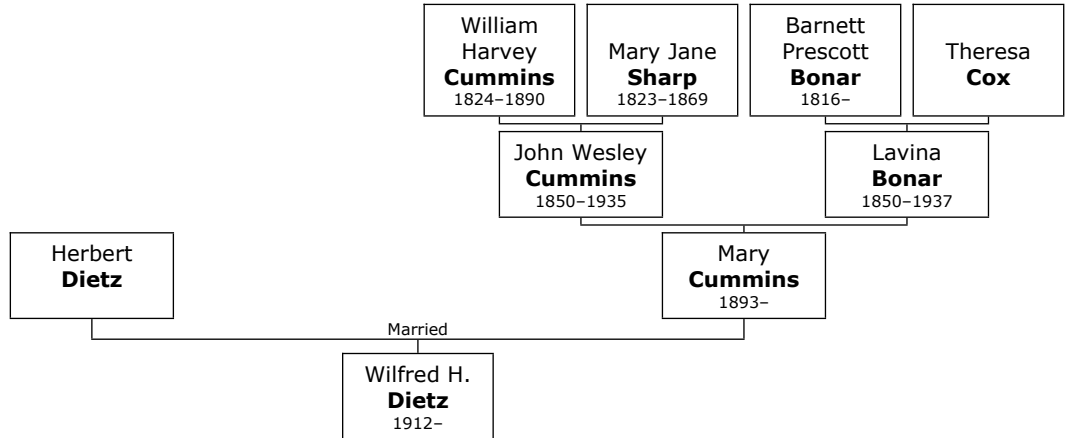 William
Harvey
Cummins
1824–1890
Mary Jane
Sharp
1823–1869
Barnett
Prescott
Bonar
1816–
Theresa
Cox
John Wesley
Cummins
1850–1935
Lavina
Bonar
1850–1937
Herbert
Dietz
Mary
Cummins
1893–
Married
Wilfred H.
Dietz
1912–